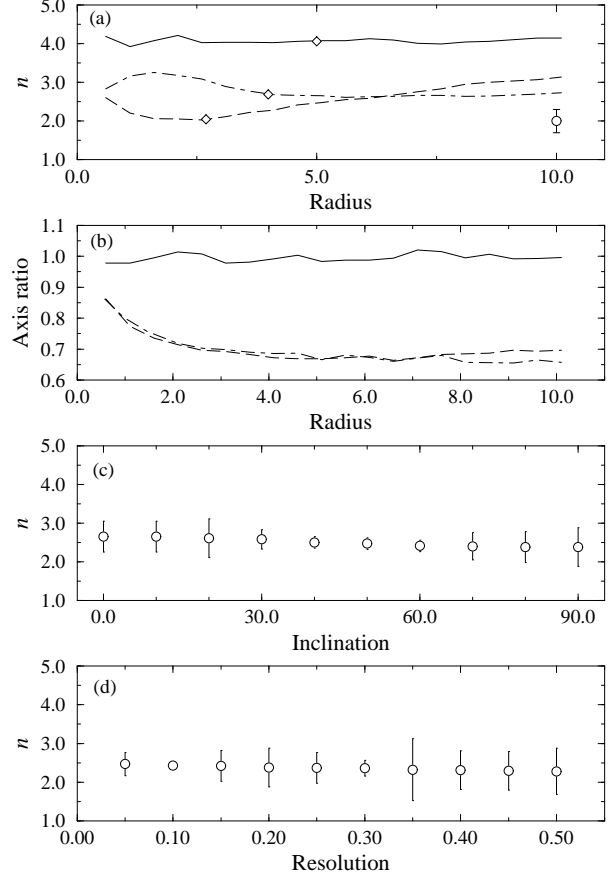 (a)
5.0
4.0
3.0
2.0
1.0
n
0.0 5.0 10.0
Radius
(b)
1.1
1.0
0.9
0.8
0.7
0.6
Axis ratio
0.0 2.0 4.0 6.0 8.0 10.0
Radius
(c)
5.0
4.0
3.0
2.0
1.0
n
0.0 30.0 60.0 90.0
Inclination
(d)
5.0
4.0
3.0
2.0
1.0
n
0.00 0.10 0.20 0.30 0.40 0.50
Resolution